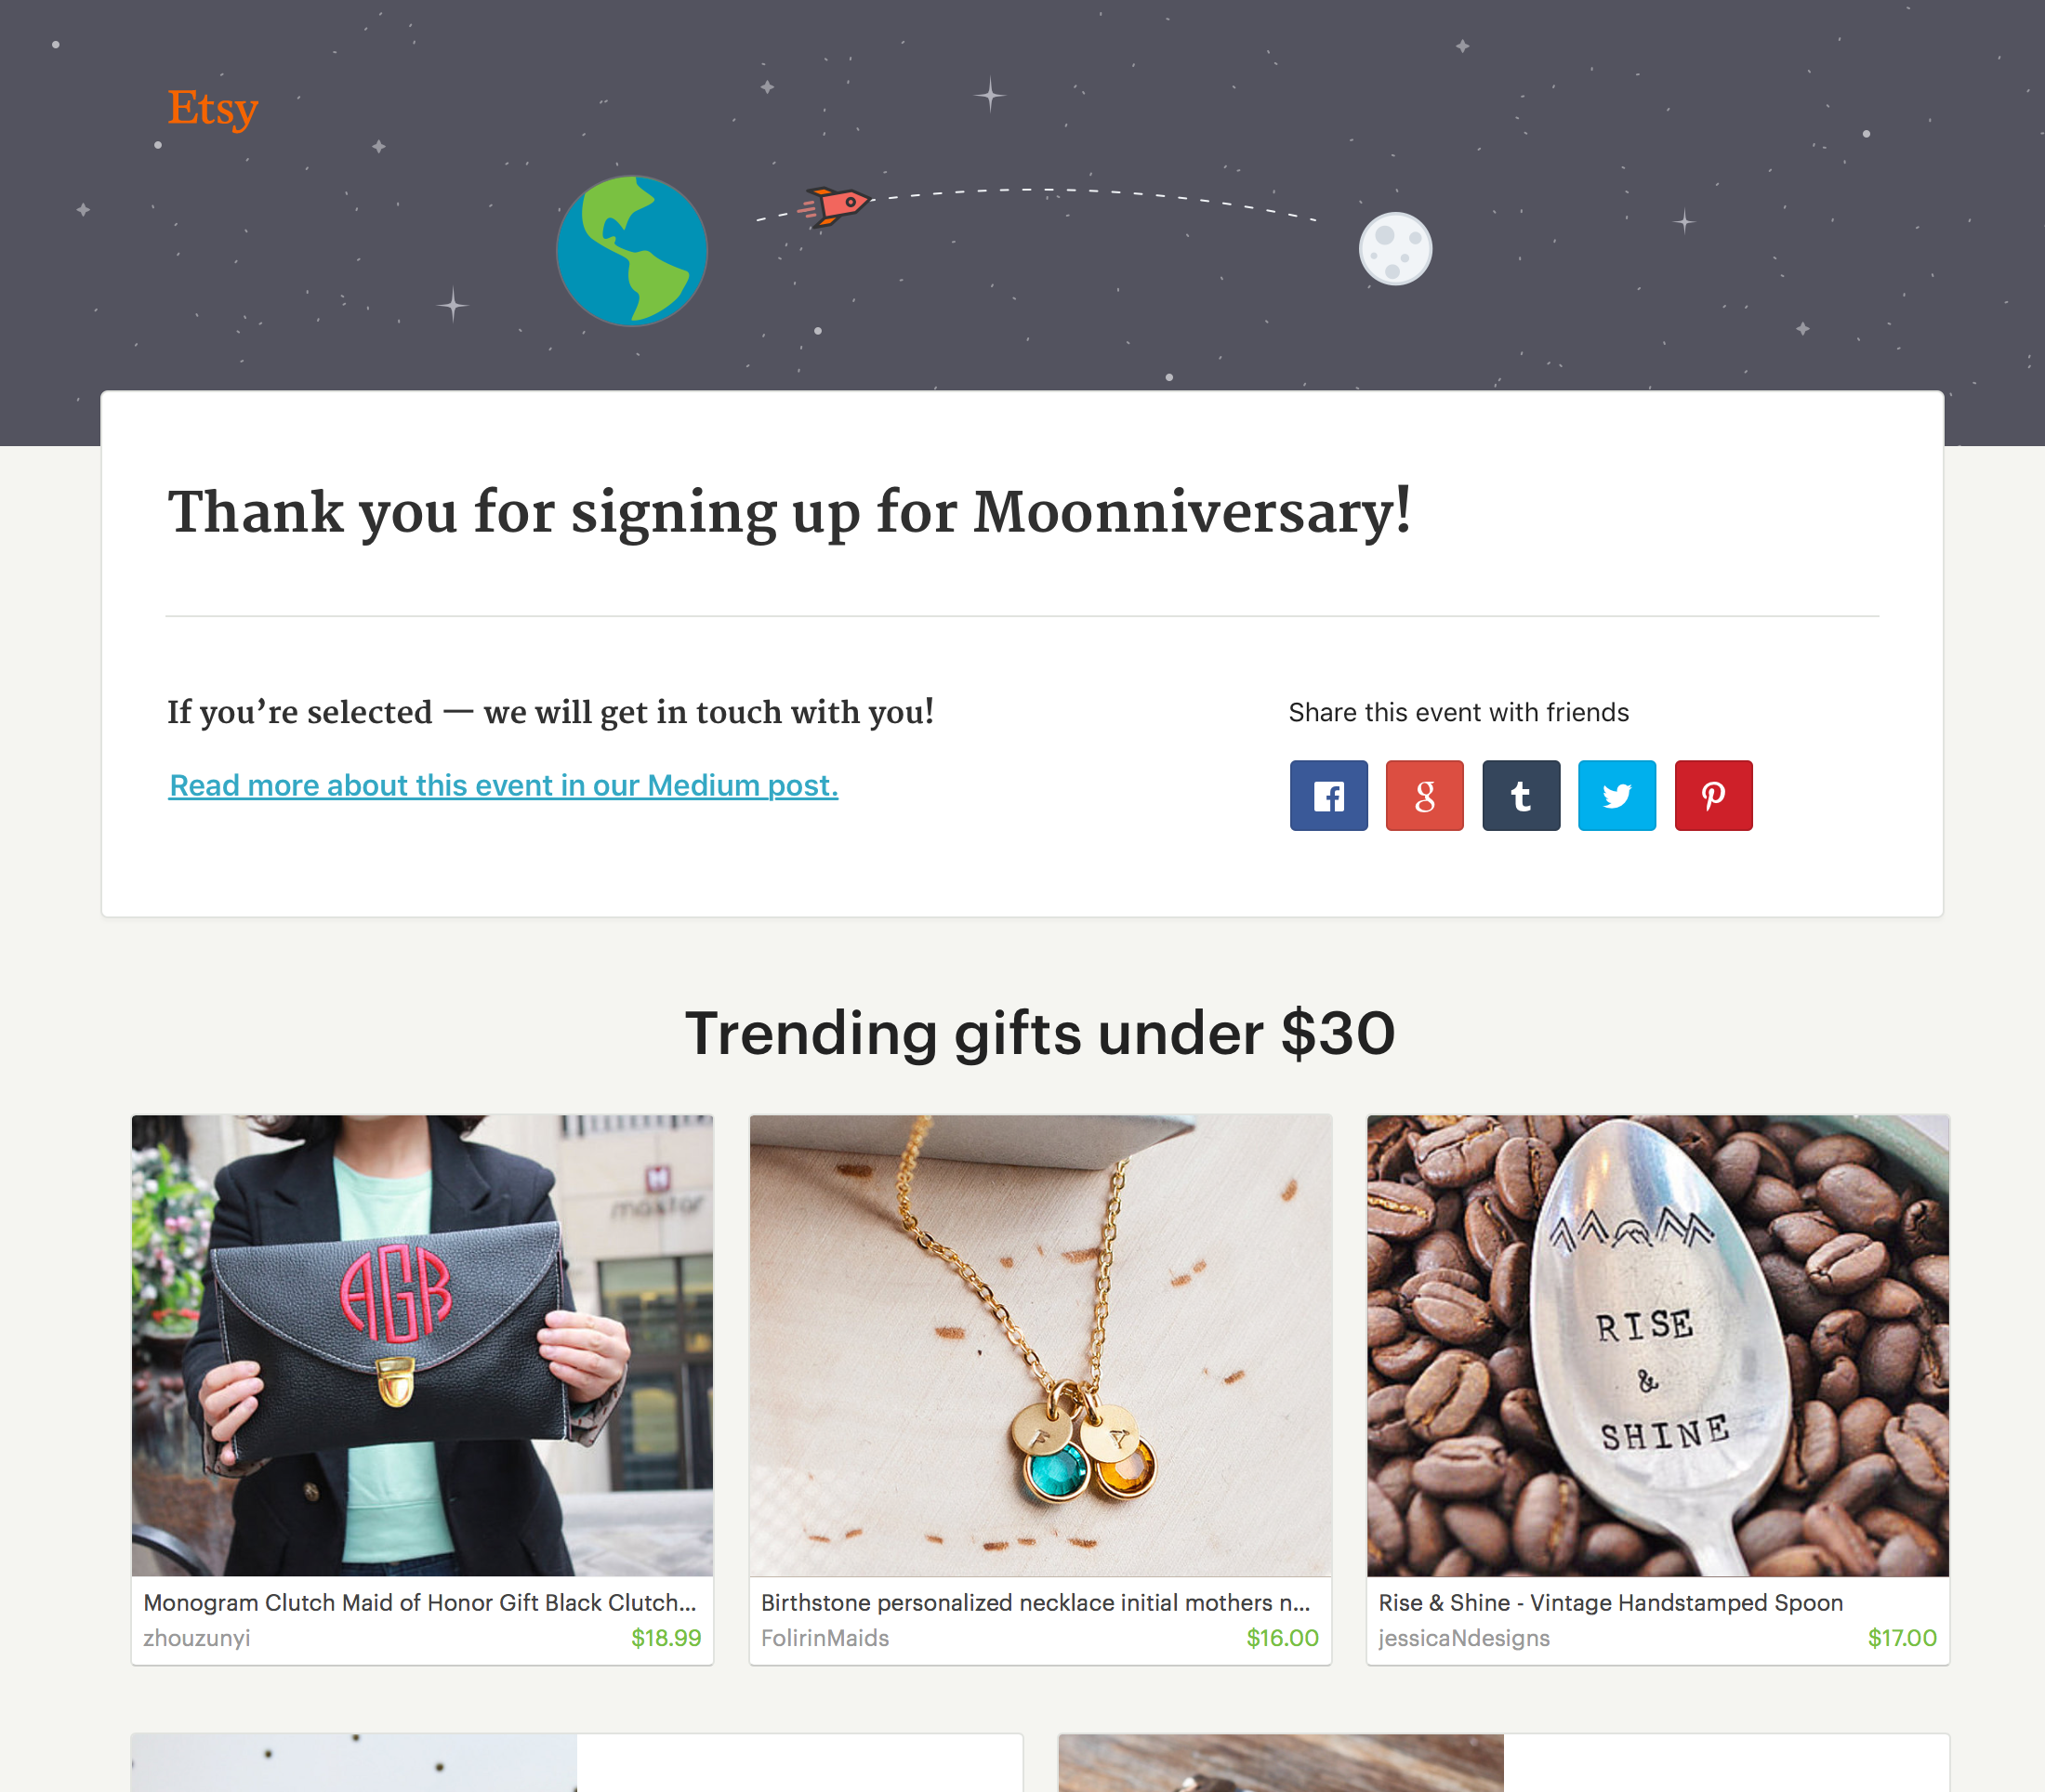 Etsy
Thank you for signing up for Moonniversary!
If you’re selected — we will get in touch with you!
Read more about this event in our Medium post.
Share this event with friends
Trending gifts under $30
AGR
maxtor
RISE
&
SHINE
Monogram Clutch Maid of Honor Gift Black Clutch...
zhouzunyi
$18.99
Birthstone personalized necklace initial mothers n...
FolirinMaids
$16.00
Rise & Shine - Vintage Handstamped Spoon
jessicaNdesigns
$17.00